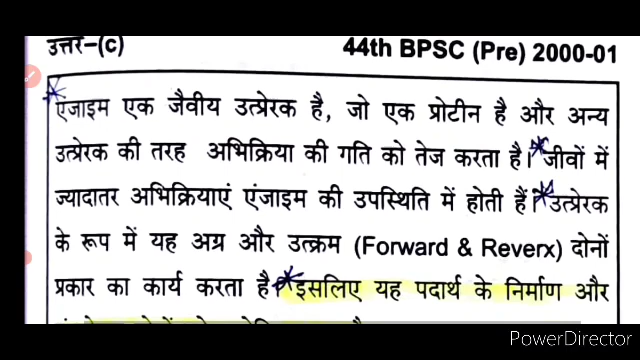 उत्तर–(c) 44th BPSC (Pre) 2000-01
एंजाइम एक जैवीय उत्प्रेरक है, जो एक प्रोटीन है और अन्य
उत्प्रेरक की तरह अभिक्रिया की गति को तेज करता है। जीवों में
ज्यादातर अभिक्रियाएं एंजाइम की उपस्थिति में होती हैं। उत्प्रेरक
के रूप में यह अग्र और उत्क्रम (Forward & Reverx) दोनों
प्रकार का कार्य करता है। इसलिए यह पदार्थ के निर्माण और
PowerDirector